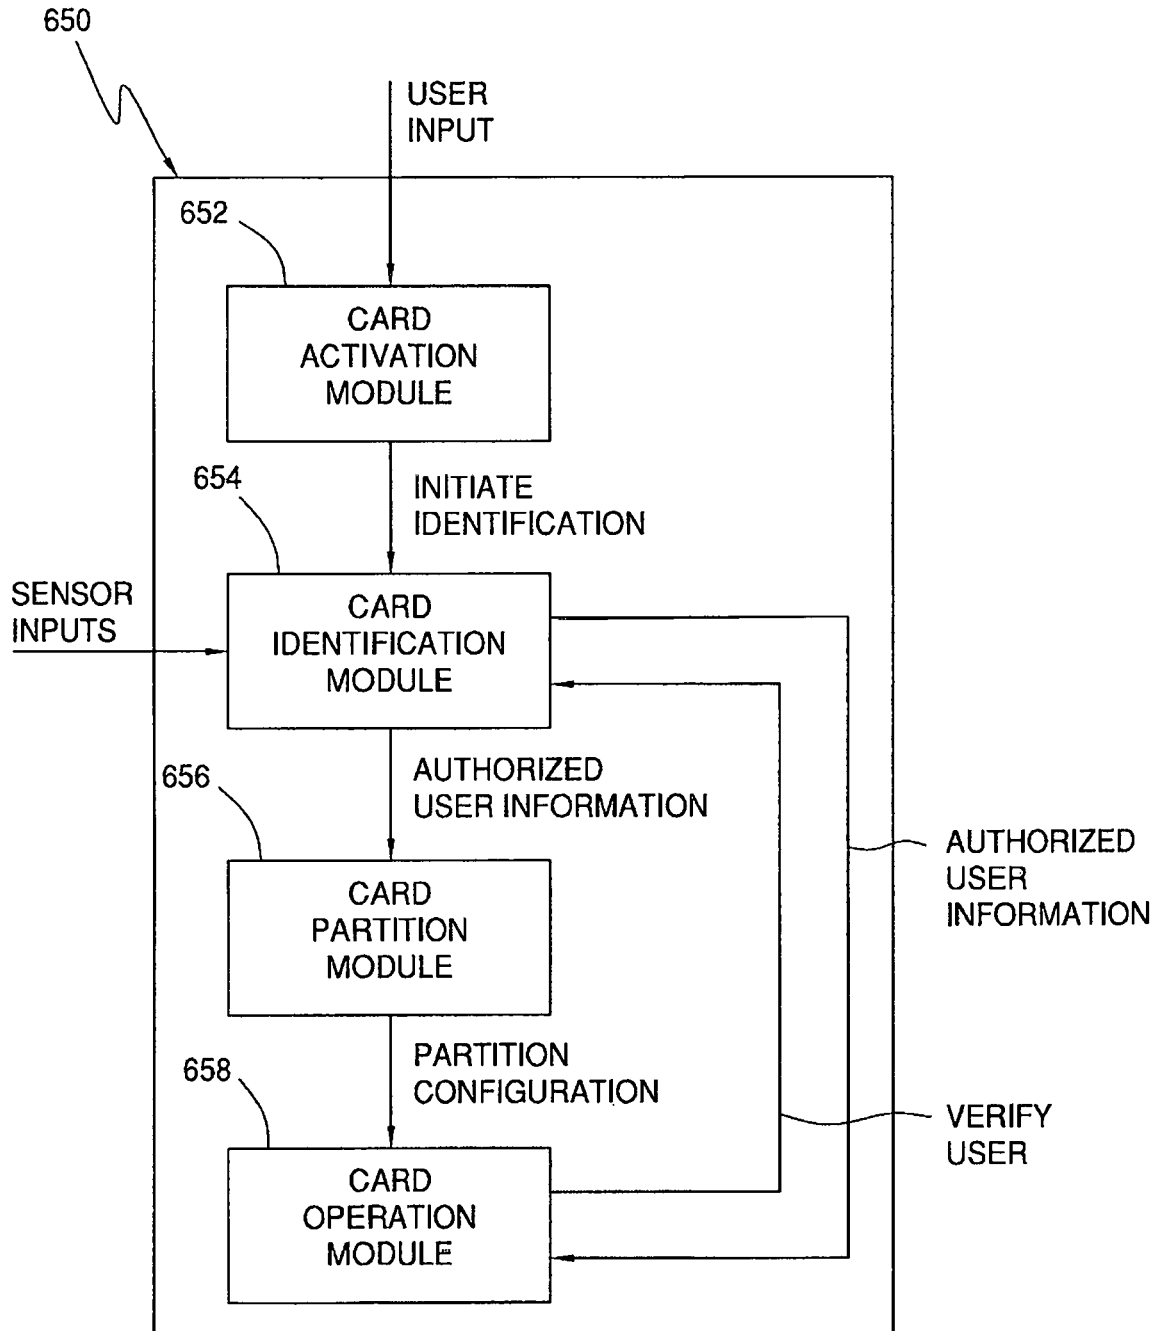 650
USER
INPUT
652
CARD
ACTIVATION
MODULE
654
INITIATE
IDENTIFICATION
SENSOR
INPUTS
CARD
IDENTIFICATION
MODULE
656
AUTHORIZED
USER INFORMATION
AUTHORIZED
USER
INFORMATION
CARD
PARTITION
MODULE
658
PARTITION
CONFIGURATION
VERIFY
USER
CARD
OPERATION
MODULE